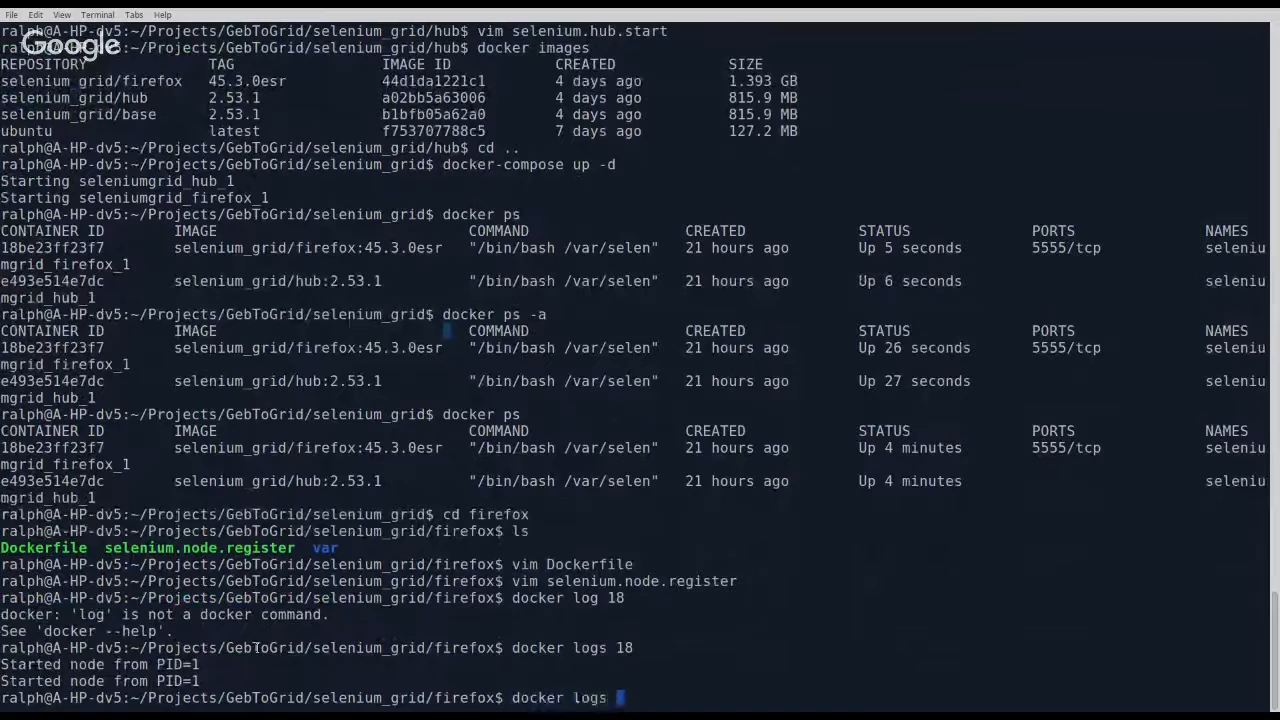 File Edit View Terminal Tabs Help
ralph@A-HP-dv5:~/Projects/GebToGrid/selenium_grid/hub$ vim selenium.hub.start
Google
ralph@A-HP-dv5:~/Projects/GebToGrid/selenium_grid/hub$ docker images
REPOSITORY TAG IMAGE ID CREATED SIZE
selenium_grid/firefox 45.3.0esr 44d1da1221c1 4 days ago 1.393 GB
selenium_grid/hub 2.53.1 a02bb5a63006 4 days ago 815.9 MB
selenium_grid/base 2.53.1 b1bfb05a62a0 4 days ago 815.9 MB
ubuntu latest f753707788c5 7 days ago 127.2 MB
ralph@A-HP-dv5:~/Projects/GebToGrid/selenium_grid/hub$ cd ..
ralph@A-HP-dv5:~/Projects/GebToGrid/selenium_grid$ docker-compose up -d
Starting seleniumgrid_hub_1
Starting seleniumgrid_firefox_1
ralph@A-HP-dv5:~/Projects/GebToGrid/selenium_grid$ docker ps
CONTAINER ID IMAGE COMMAND CREATED STATUS PORTS NAMES
18be23ff23f7 selenium_grid/firefox:45.3.0esr "/bin/bash /var/selen" 21 hours ago Up 5 seconds 5555/tcp seleniu
mgrid_firefox_1
e493e514e7dc selenium_grid/hub:2.53.1 "/bin/bash /var/selen" 21 hours ago Up 6 seconds seleniu
mgrid_hub_1
ralph@A-HP-dv5:~/Projects/GebToGrid/selenium_grid$ docker ps -a
CONTAINER ID IMAGE COMMAND CREATED STATUS PORTS NAMES
18be23ff23f7 selenium_grid/firefox:45.3.0esr "/bin/bash /var/selen" 21 hours ago Up 26 seconds 5555/tcp seleniu
mgrid_firefox_1
e493e514e7dc selenium_grid/hub:2.53.1 "/bin/bash /var/selen" 21 hours ago Up 27 seconds seleniu
mgrid_hub_1
ralph@A-HP-dv5:~/Projects/GebToGrid/selenium_grid$ docker ps
CONTAINER ID IMAGE COMMAND CREATED STATUS PORTS NAMES
18be23ff23f7 selenium_grid/firefox:45.3.0esr "/bin/bash /var/selen" 21 hours ago Up 4 minutes 5555/tcp seleniu
mgrid_firefox_1
e493e514e7dc selenium_grid/hub:2.53.1 "/bin/bash /var/selen" 21 hours ago Up 4 minutes seleniu
mgrid_hub_1
ralph@A-HP-dv5:~/Projects/GebToGrid/selenium_grid$ cd firefox
ralph@A-HP-dv5:~/Projects/GebToGrid/selenium_grid/firefox$ ls
Dockerfile selenium.node.register var
ralph@A-HP-dv5:~/Projects/GebToGrid/selenium_grid/firefox$ vim Dockerfile
ralph@A-HP-dv5:~/Projects/GebToGrid/selenium_grid/firefox$ vim selenium.node.register
ralph@A-HP-dv5:~/Projects/GebToGrid/selenium_grid/firefox$ docker log 18
docker: 'log' is not a docker command.
See 'docker --help'.
ralph@A-HP-dv5:~/Projects/GebToGrid/selenium_grid/firefox$ docker logs 18
Started node from PID=1
Started node from PID=1
ralph@A-HP-dv5:~/Projects/GebToGrid/selenium_grid/firefox$ docker logs